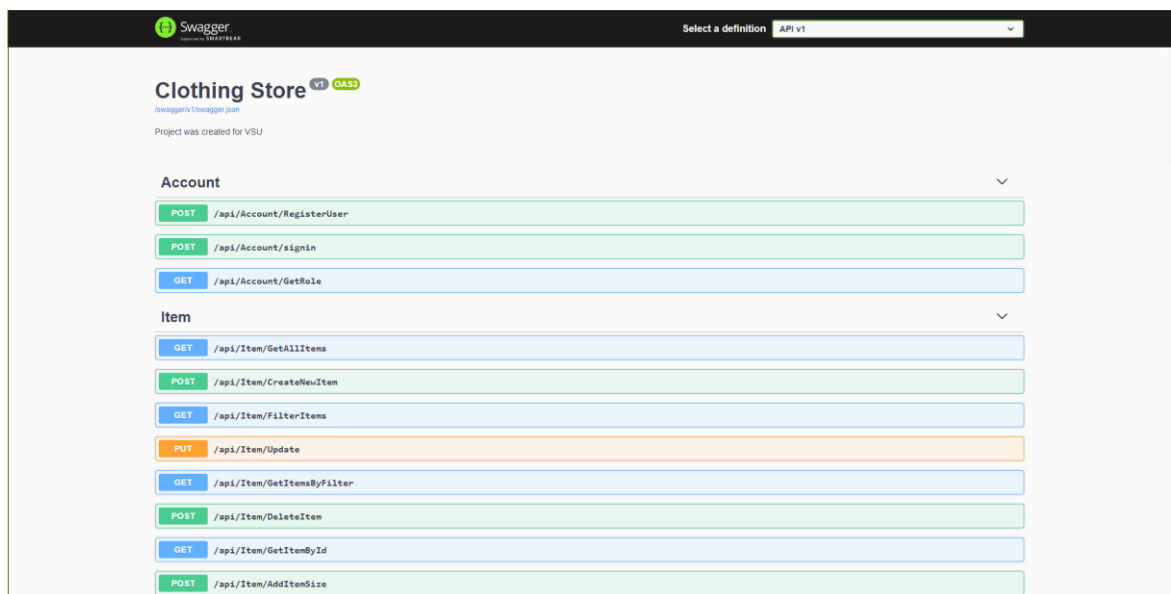 Swagger.
Supported by SMARTBEAR
Select a definition API v1
Clothing Store v1 OAS3
/swagger/v1/swagger.json
Project was created for VSU
Account
POST /api/Account/RegisterUser
POST /api/Account/signin
GET /api/Account/GetRole
Item
GET /api/Item/GetAllItems
POST /api/Item/CreateNewItem
GET /api/Item/FilterItems
PUT /api/Item/Update
GET /api/Item/GetItemsByFilter
POST /api/Item/DeleteItem
GET /api/Item/GetItemById
POST /api/Item/AddItemSize